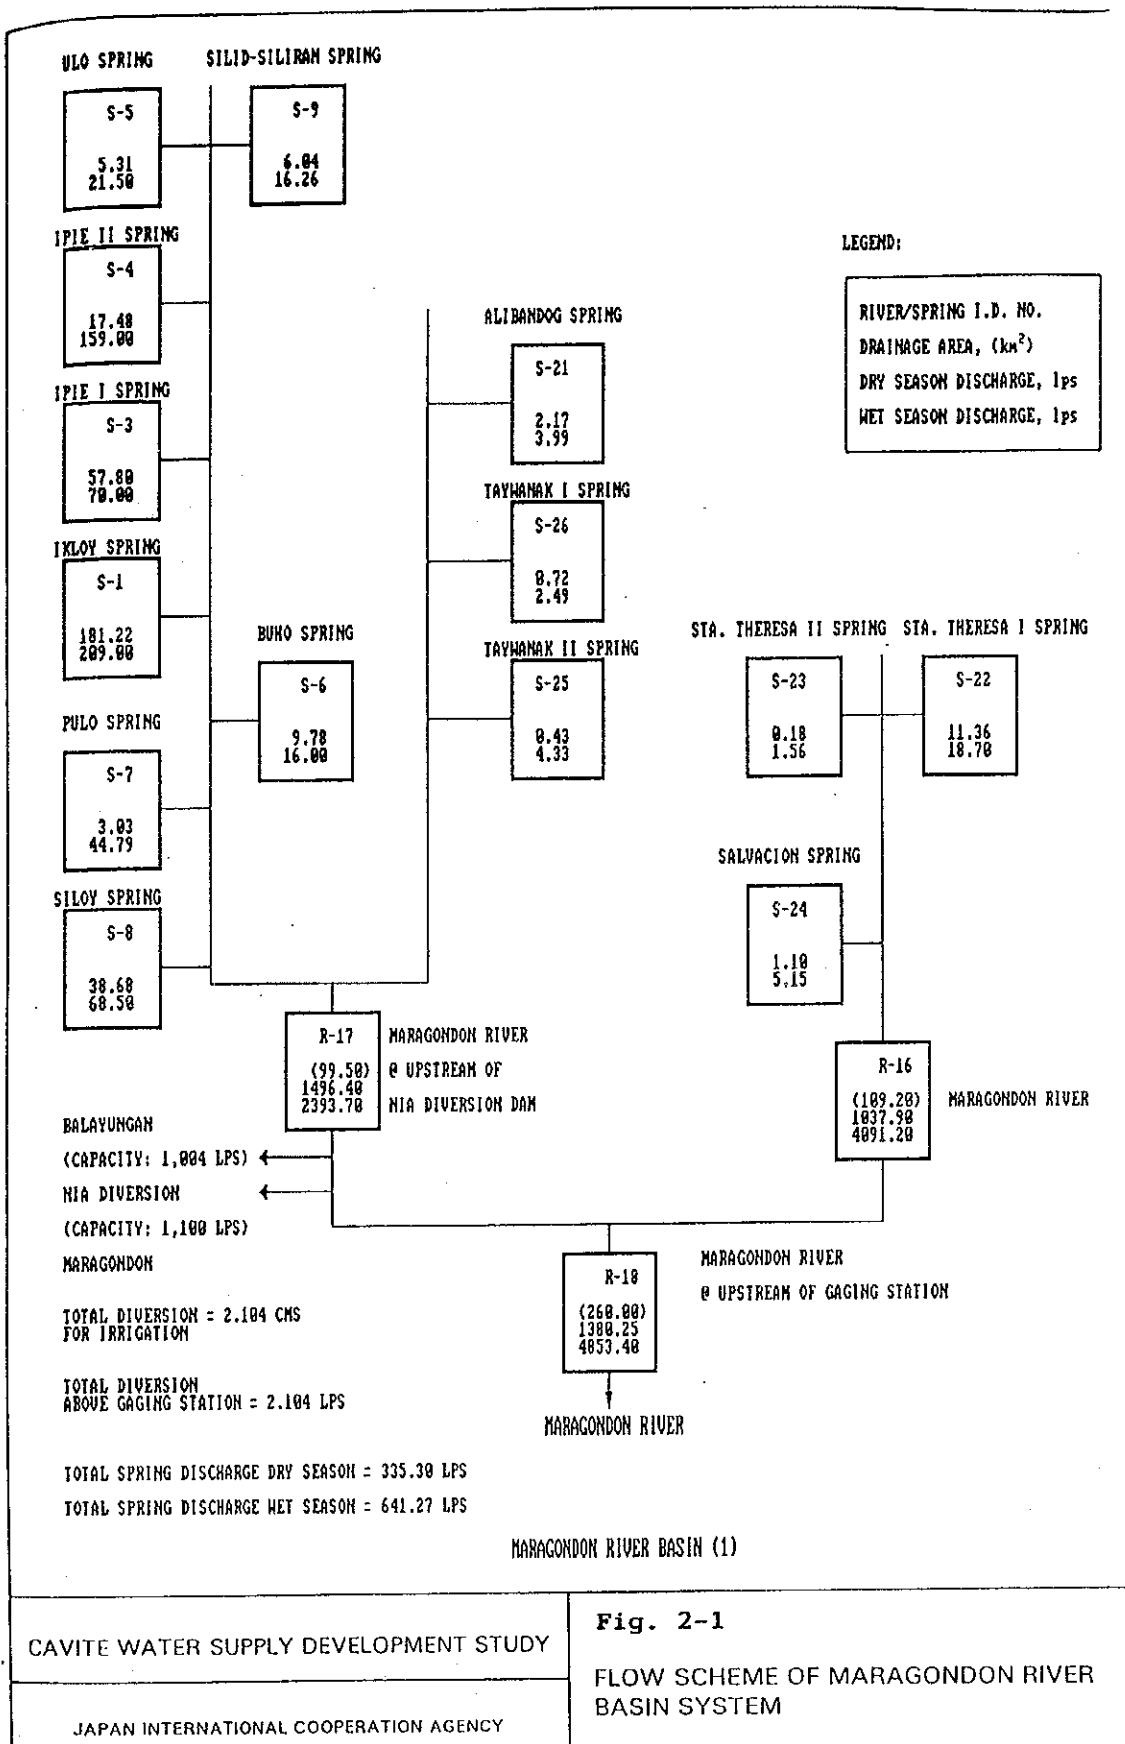 ULO SPRING
S-5
5.31
21.50
SILID-SILIRAN SPRING
S-9
6.04
16.26
IPIE II SPRING
S-4
17.48
159.00
IPIE I SPRING
S-3
57.80
70.00
IKLOY SPRING
S-1
181.22
209.00
BUHO SPRING
S-6
9.78
16.00
PULO SPRING
S-7
3.03
44.79
SILOY SPRING
S-8
38.68
68.50
ALIBANDOG SPRING
S-21
2.17
3.99
TAYWANAK I SPRING
S-26
0.72
2.49
TAYWANAK II SPRING
S-25
0.43
4.33
LEGEND:
RIVER/SPRING I.D. NO.
DRAINAGE AREA, (km²)
DRY SEASON DISCHARGE, lps
WET SEASON DISCHARGE, lps
STA. THERESA II SPRING
S-23
0.18
1.56
STA. THERESA I SPRING
S-22
11.36
18.70
SALVACION SPRING
S-24
1.10
5.15
R-17
(99.50)
1496.40
2393.70
MARAGONDON RIVER
@ UPSTREAM OF
NIA DIVERSION DAM
R-16
(109.20)
1037.90
4091.20
MARAGONDON RIVER
BALAYUNGAN
(CAPACITY: 1,004 LPS)
NIA DIVERSION
(CAPACITY: 1,100 LPS)
MARAGONDON
R-18
(260.00)
1380.25
4853.40
MARAGONDON RIVER
@ UPSTREAM OF GAGING STATION
TOTAL DIVERSION = 2.104 CMS
FOR IRRIGATION
TOTAL DIVERSION
ABOVE GAGING STATION = 2.104 LPS
MARAGONDON RIVER
TOTAL SPRING DISCHARGE DRY SEASON = 335.30 LPS
TOTAL SPRING DISCHARGE WET SEASON = 641.27 LPS
MARAGONDON RIVER BASIN (1)
CAVITE WATER SUPPLY DEVELOPMENT STUDY
JAPAN INTERNATIONAL COOPERATION AGENCY
Fig. 2-1
FLOW SCHEME OF MARAGONDON RIVER
BASIN SYSTEM